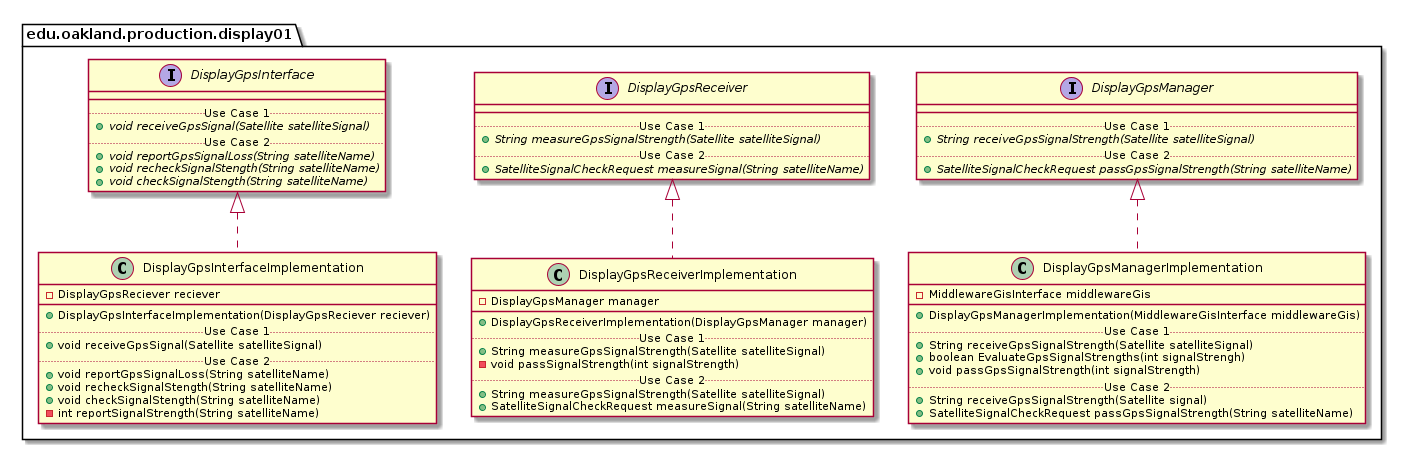 edu.oakland.production.display01
I DisplayGpsInterface
Use Case 1
void receiveGpsSignal(Satellite satelliteSignal)
Use Case 2
void reportGpsSignalLoss(String satelliteName)
void recheckSignalStength(String satelliteName)
void checkSignalStength(String satelliteName)
I DisplayGpsReceiver
Use Case 1
String measureGpsSignalStrength(Satellite satelliteSignal)
Use Case 2
SatelliteSignalCheckRequest measureSignal(String satelliteName)
I DisplayGpsManager
Use Case 1
String receiveGpsSignalStrength(Satellite satelliteSignal)
Use Case 2
SatelliteSignalCheckRequest passGpsSignalStrength(String satelliteName)
C DisplayGpsInterfaceImplementation
DisplayGpsReciever reciever
DisplayGpsInterfaceImplementation(DisplayGpsReciever reciever)
Use Case 1
void receiveGpsSignal(Satellite satelliteSignal)
Use Case 2
void reportGpsSignalLoss(String satelliteName)
void recheckSignalStength(String satelliteName)
void checkSignalStength(String satelliteName)
int reportSignalStrength(String satelliteName)
C DisplayGpsReceiverImplementation
DisplayGpsManager manager
DisplayGpsReceiverImplementation(DisplayGpsManager manager)
Use Case 1
String measureGpsSignalStrength(Satellite satelliteSignal)
void passSignalStrength(int signalStrength)
Use Case 2
String measureGpsSignalStrength(Satellite satelliteSignal)
SatelliteSignalCheckRequest measureSignal(String satelliteName)
C DisplayGpsManagerImplementation
MiddlewareGisInterface middlewareGis
DisplayGpsManagerImplementation(MiddlewareGisInterface middlewareGis)
Use Case 1
String receiveGpsSignalStrength(Satellite satelliteSignal)
boolean EvaluateGpsSignalStrengths(int signalStrengh)
void passGpsSignalStrength(int signalStrength)
Use Case 2
String receiveGpsSignalStrength(Satellite signal)
SatelliteSignalCheckRequest passGpsSignalStrength(String satelliteName)